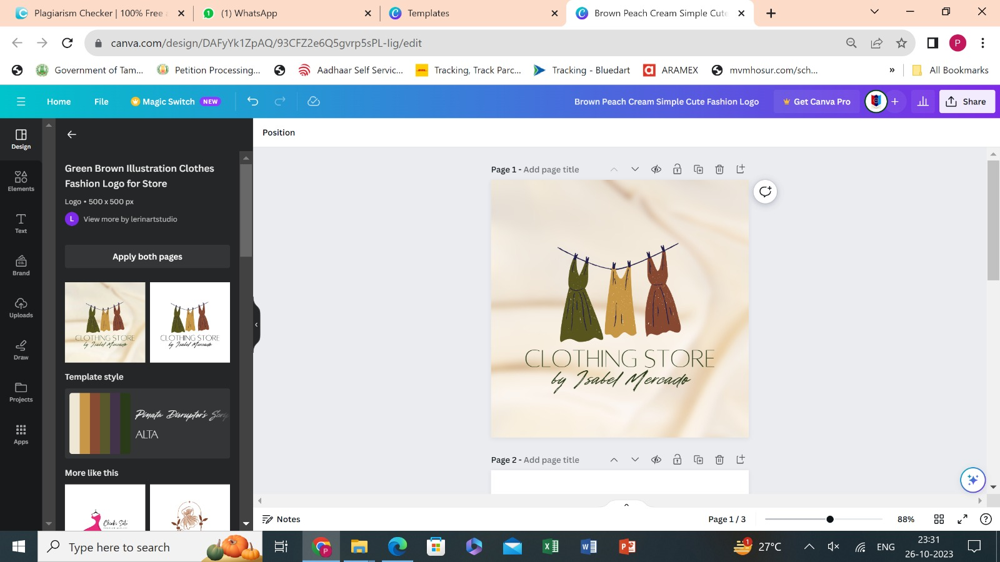 Plagiarism Checker | 100% Free
(1) WhatsApp
Templates
Brown Peach Cream Simple Cute
canva.com/design/DAFyYk1ZpAQ/93CFZ2e6Q5gvrp5sPL-Iig/edit
P
Government of Tam...
Petition Processing...
Aadhaar Self Servic...
Tracking, Track Parc...
Tracking - Bluedart
ARAMEX
mvmhosur.com/sch...
»
All Bookmarks
Home
File
Magic Switch NEW
Brown Peach Cream Simple Cute Fashion Logo
Get Canva Pro
Share
Design
Elements
Text
Brand
Uploads
Draw
Projects
Apps
Green Brown Illustration Clothes
Fashion Logo for Store
Logo • 500 x 500 px
L View more by lerinartstudio
Apply both pages
CLOTHING STORE
by Isabel Mercado
CLOTHING STORE
by Isabel Mercado
Template style
Pinata Disruptor's Scrip
ALTA
More like this
Chiaki Sato
Position
Page 1 - Add page title
CLOTHING STORE
by Isabel Mercado
Page 2 - Add page title
Notes
Page 1 / 3
88%
Type here to search
1
27°C
ENG
23:31
26-10-2023